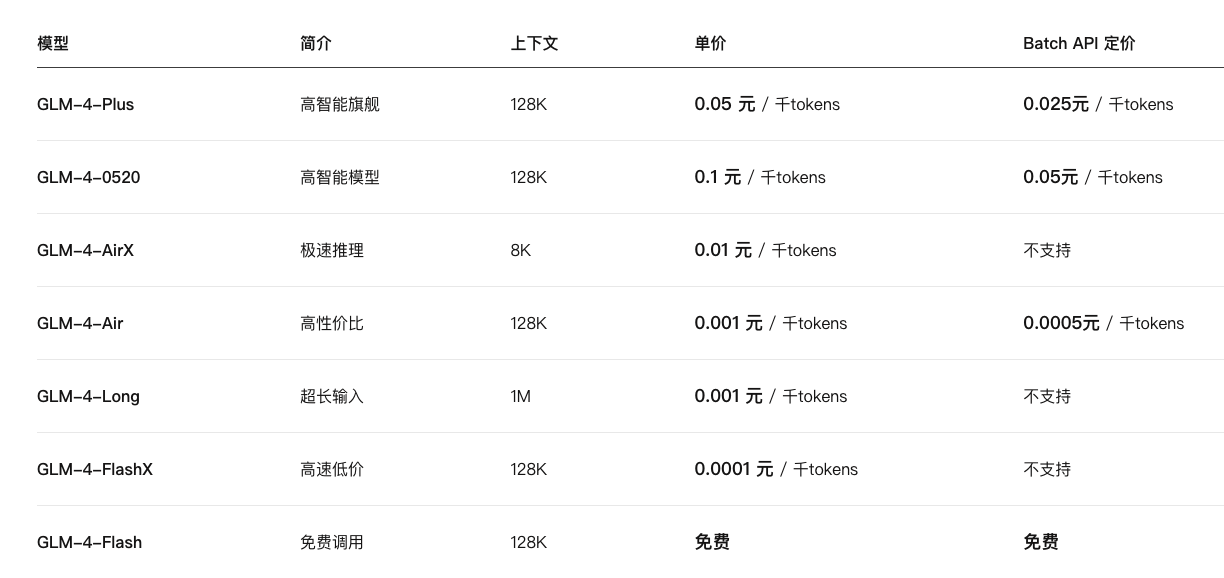 模型 简介 上下文 单价 Batch API 定价
GLM-4-Plus 高智能旗舰 128K 0.05 元 / 千tokens 0.025元 / 千tokens
GLM-4-0520 高智能模型 128K 0.1 元 / 千tokens 0.05元 / 千tokens
GLM-4-AirX 极速推理 8K 0.01 元 / 千tokens 不支持
GLM-4-Air 高性价比 128K 0.001 元 / 千tokens 0.0005元 / 千tokens
GLM-4-Long 超长输入 1M 0.001 元 / 千tokens 不支持
GLM-4-FlashX 高速低价 128K 0.0001 元 / 千tokens 不支持
GLM-4-Flash 免费调用 128K 免费 免费